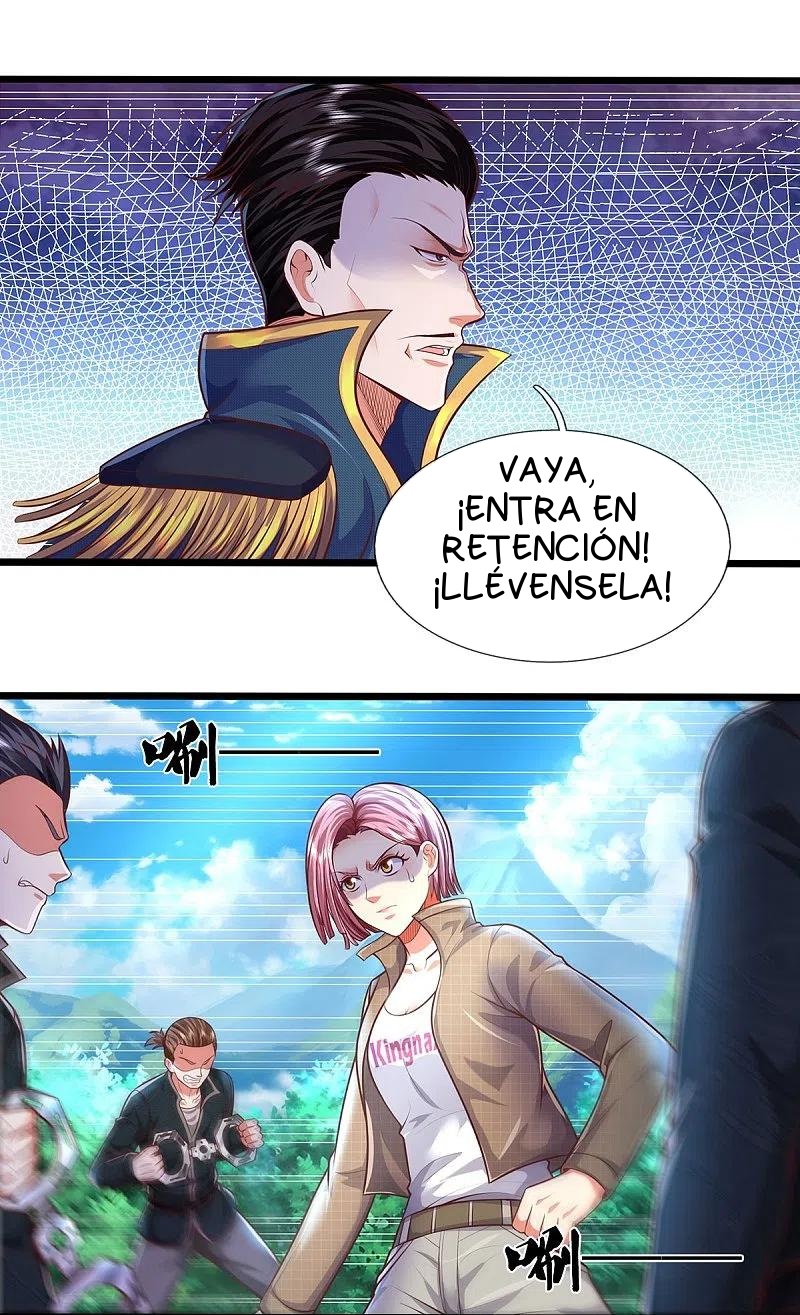 VAYA,
¡ENTRA EN
RETENCIÓN!
¡LLÉVENSELA!
唰
Kingna
唰